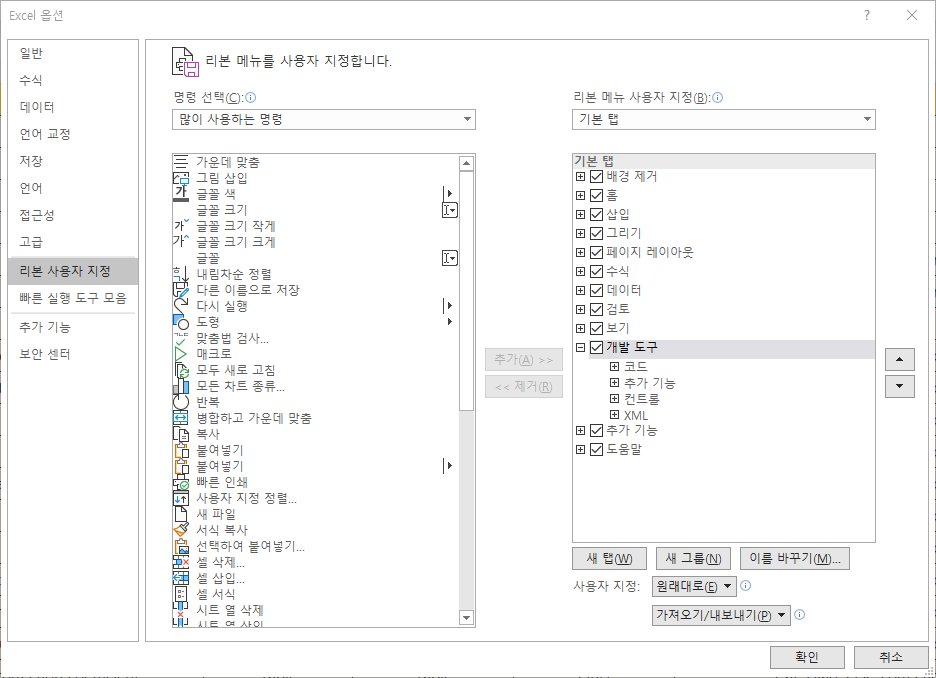 Excel 옵션
?
일반
수식
데이터
언어 교정
저장
언어
접근성
고급
리본 사용자 지정
빠른 실행 도구 모음
추가 기능
보안 센터
리본 메뉴를 사용자 지정합니다.
명령 선택(C):
많이 사용하는 명령
가운데 맞춤
그림 삽입
글꼴 색
글꼴 크기
글꼴 크기 작게
글꼴 크기 크게
글꼴
내림차순 정렬
다른 이름으로 저장
다시 실행
도형
맞춤법 검사...
매크로
모두 새로 고침
모든 차트 종류...
반복
병합하고 가운데 맞춤
복사
붙여넣기
붙여넣기
빠른 인쇄
사용자 지정 정렬...
새 파일
서식 복사
선택하여 붙여넣기...
셀 삭제...
셀 삽입...
셀 서식
시트 열 삭제
시트 열 삽입
추가(A) >>
<< 제거(R)
리본 메뉴 사용자 지정(B):
기본 탭
기본 탭
배경 제거
홈
삽입
그리기
페이지 레이아웃
수식
데이터
검토
보기
개발 도구
코드
추가 기능
컨트롤
XML
추가 기능
도움말
새 탭(W)
새 그룹(N)
이름 바꾸기(M)...
사용자 지정:
원래대로(E)
가져오기/내보내기(P)
확인
취소